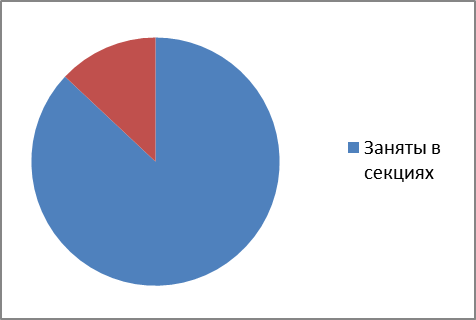 Заняты в
секциях